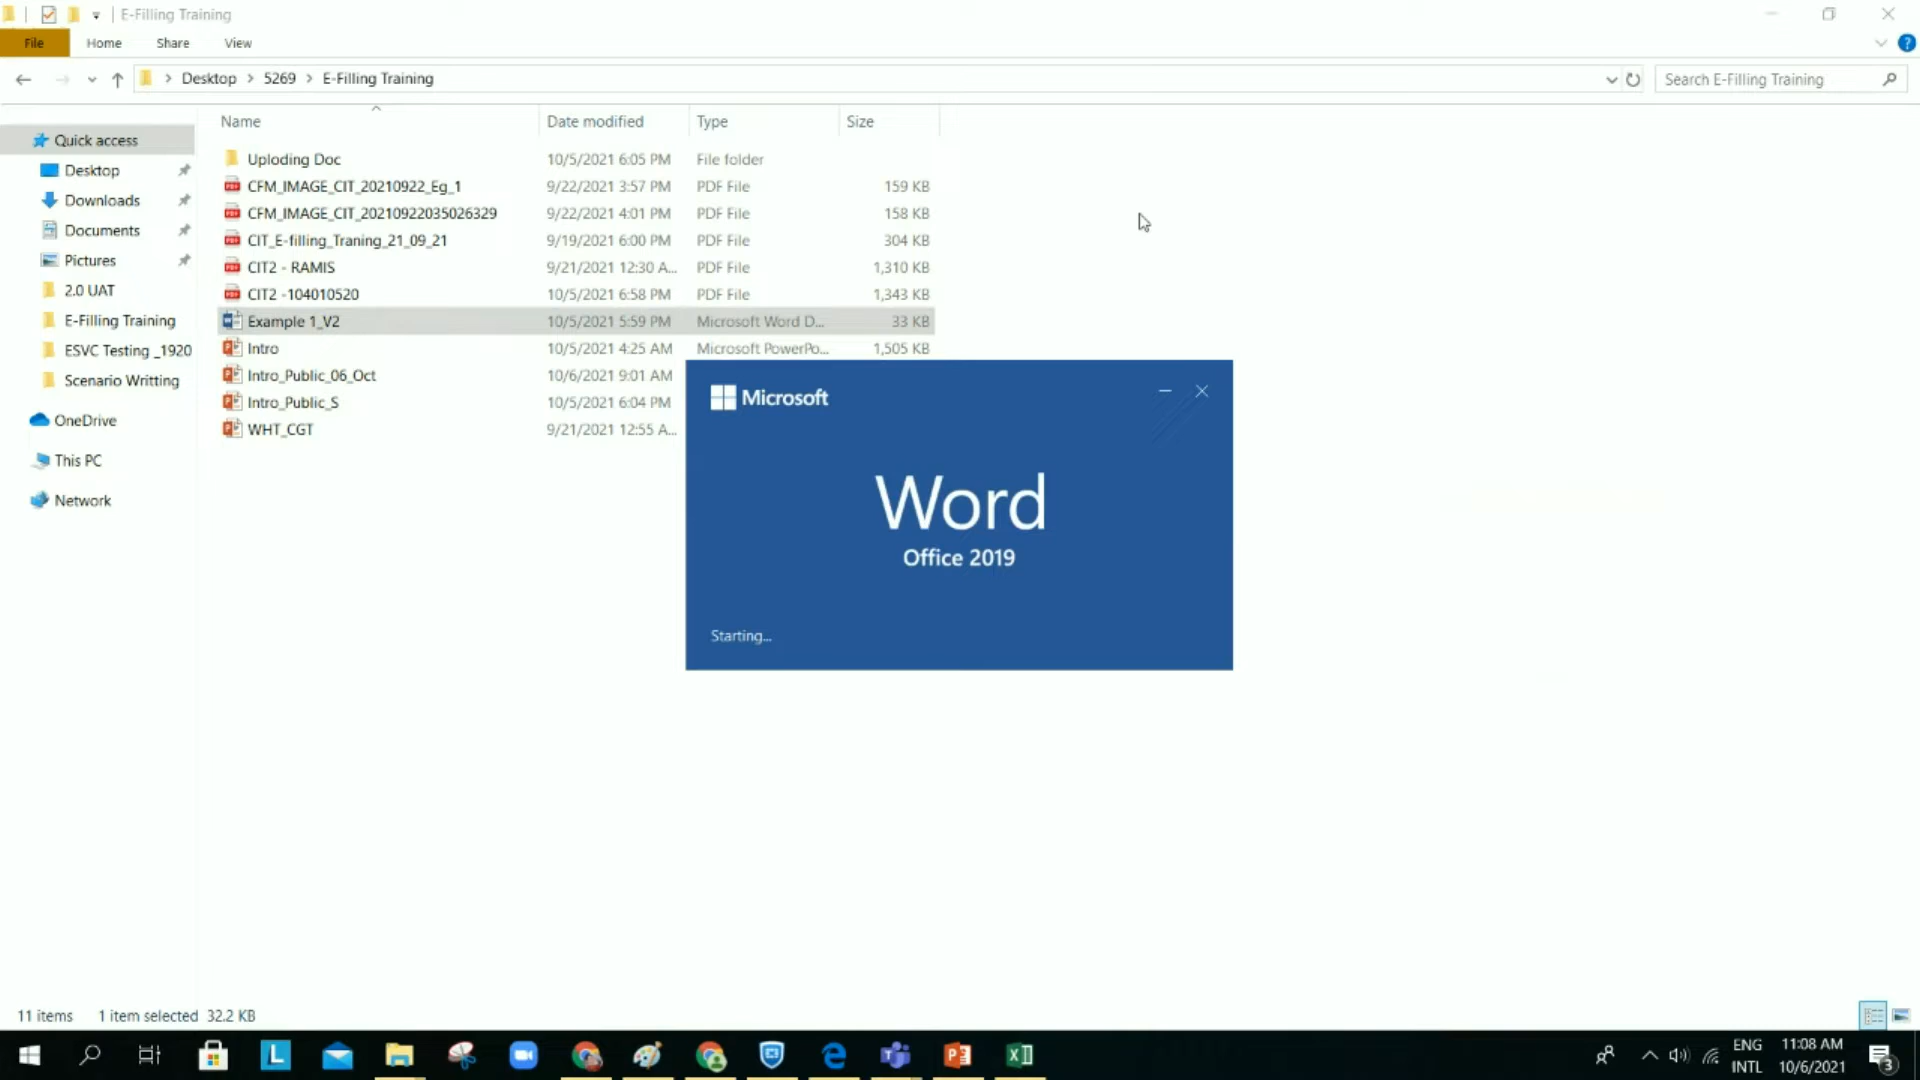 E-Filling Training
File Home Share View
Desktop 5269 E-Filling Training
Search E-Filling Training
Name Date modified Type Size
Quick access
Desktop
Downloads
Documents
Pictures
2.0 UAT
E-Filling Training
ESVC Testing _1920
Scenario Writting
OneDrive
This PC
Network
Uploding Doc 10/5/2021 6:05 PM File folder
CFM_IMAGE_CIT_20210922_Eg_1 9/22/2021 3:57 PM PDF File 159 KB
CFM_IMAGE_CIT_20210922035026329 9/22/2021 4:01 PM PDF File 158 KB
CIT_E-filling_Traning_21_09_21 9/19/2021 6:00 PM PDF File 304 KB
CIT2 - RAMIS 9/21/2021 12:30 A... PDF File 1,310 KB
CIT2 -104010520 10/5/2021 6:58 PM PDF File 1,343 KB
Example 1_V2 10/5/2021 5:59 PM Microsoft Word D... 33 KB
Intro 10/5/2021 4:25 AM Microsoft PowerPo... 1,505 KB
Intro_Public_06_Oct 10/6/2021 9:01 AM
Intro_Public_S 10/5/2021 6:04 PM
WHT_CGT 9/21/2021 12:55 A...
Microsoft
Word
Office 2019
Starting...
11 items 1 item selected 32.2 KB
ENG
INTL
11:08 AM
10/6/2021
3